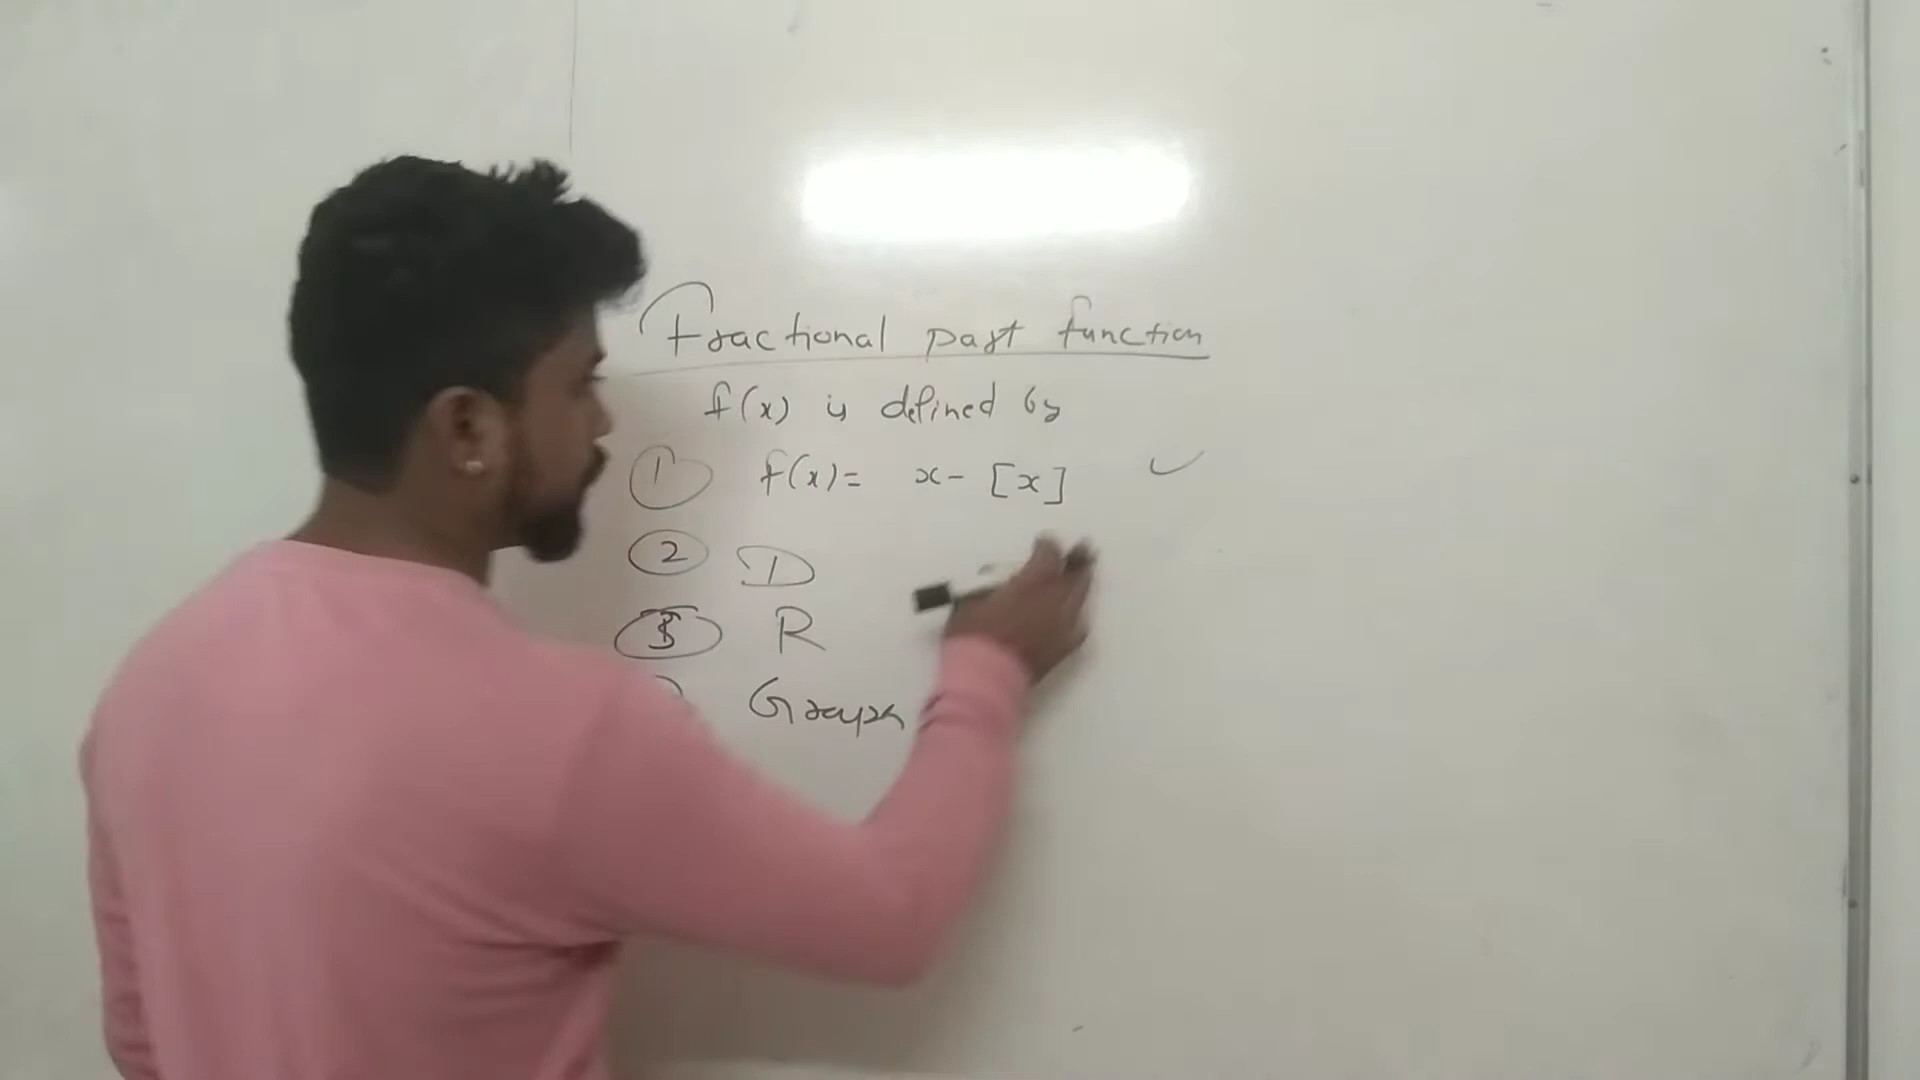 Fractional part function
f(x) is defined by
1 f(x) = x - [x]
2 D
3 R
Graph